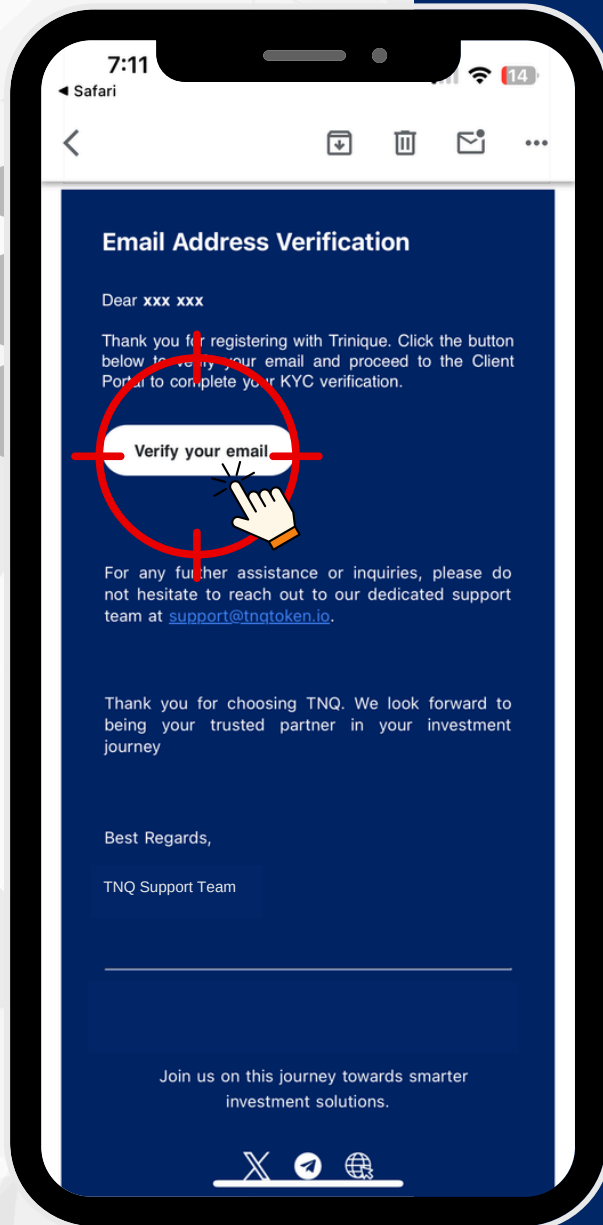 7:11
14
◀ Safari
Email Address Verification
Dear xxx xxx
Thank you for registering with Trinique. Click the button
below to verify your email and proceed to the Client
Portal to complete your KYC verification.
Verify your email
For any further assistance or inquiries, please do
not hesitate to reach out to our dedicated support
team at support@tnqtoken.io.
Thank you for choosing TNQ. We look forward to
being your trusted partner in your investment
journey
Best Regards,
TNQ Support Team
Join us on this journey towards smarter
investment solutions.